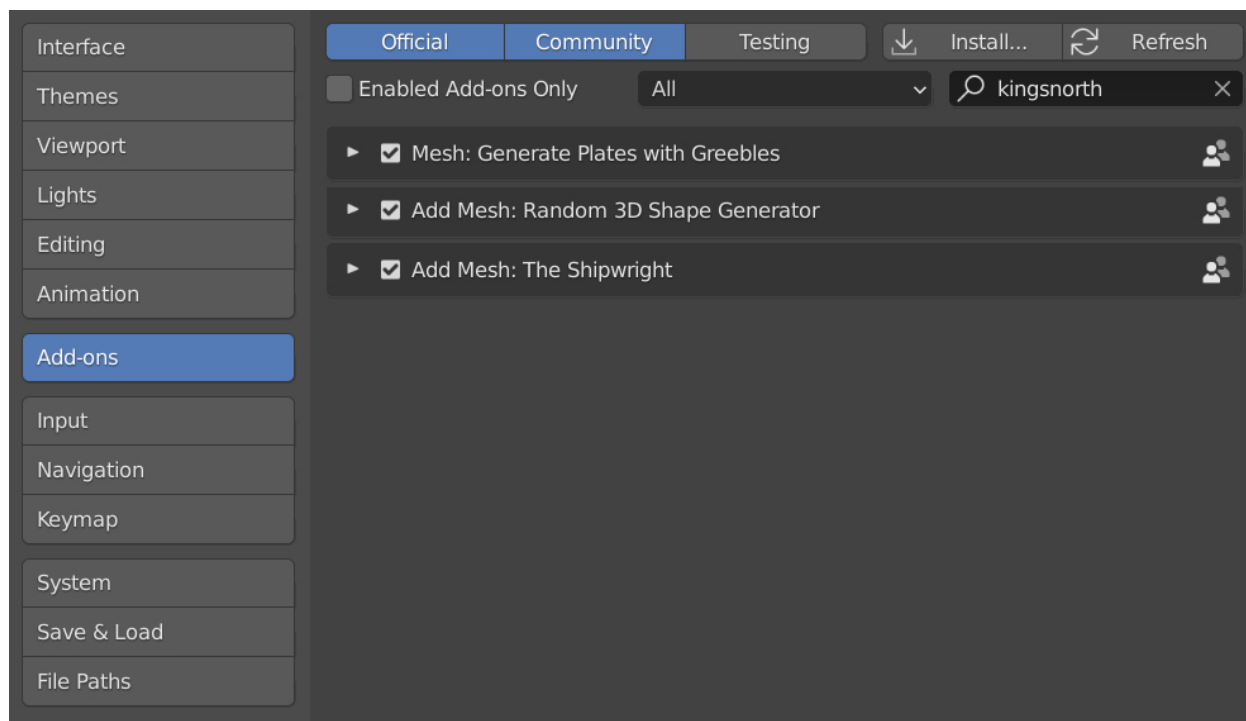 Interface
Themes
Viewport
Lights
Editing
Animation
Add-ons
Input
Navigation
Keymap
System
Save & Load
File Paths
Official Community Testing Install... Refresh
Enabled Add-ons Only All kingsnorth
Mesh: Generate Plates with Greebles
Add Mesh: Random 3D Shape Generator
Add Mesh: The Shipwright